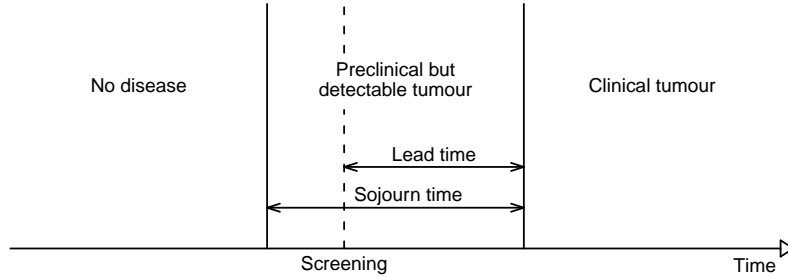 No disease
Preclinical but
detectable tumour
Clinical tumour
Lead time
Sojourn time
Screening
Time